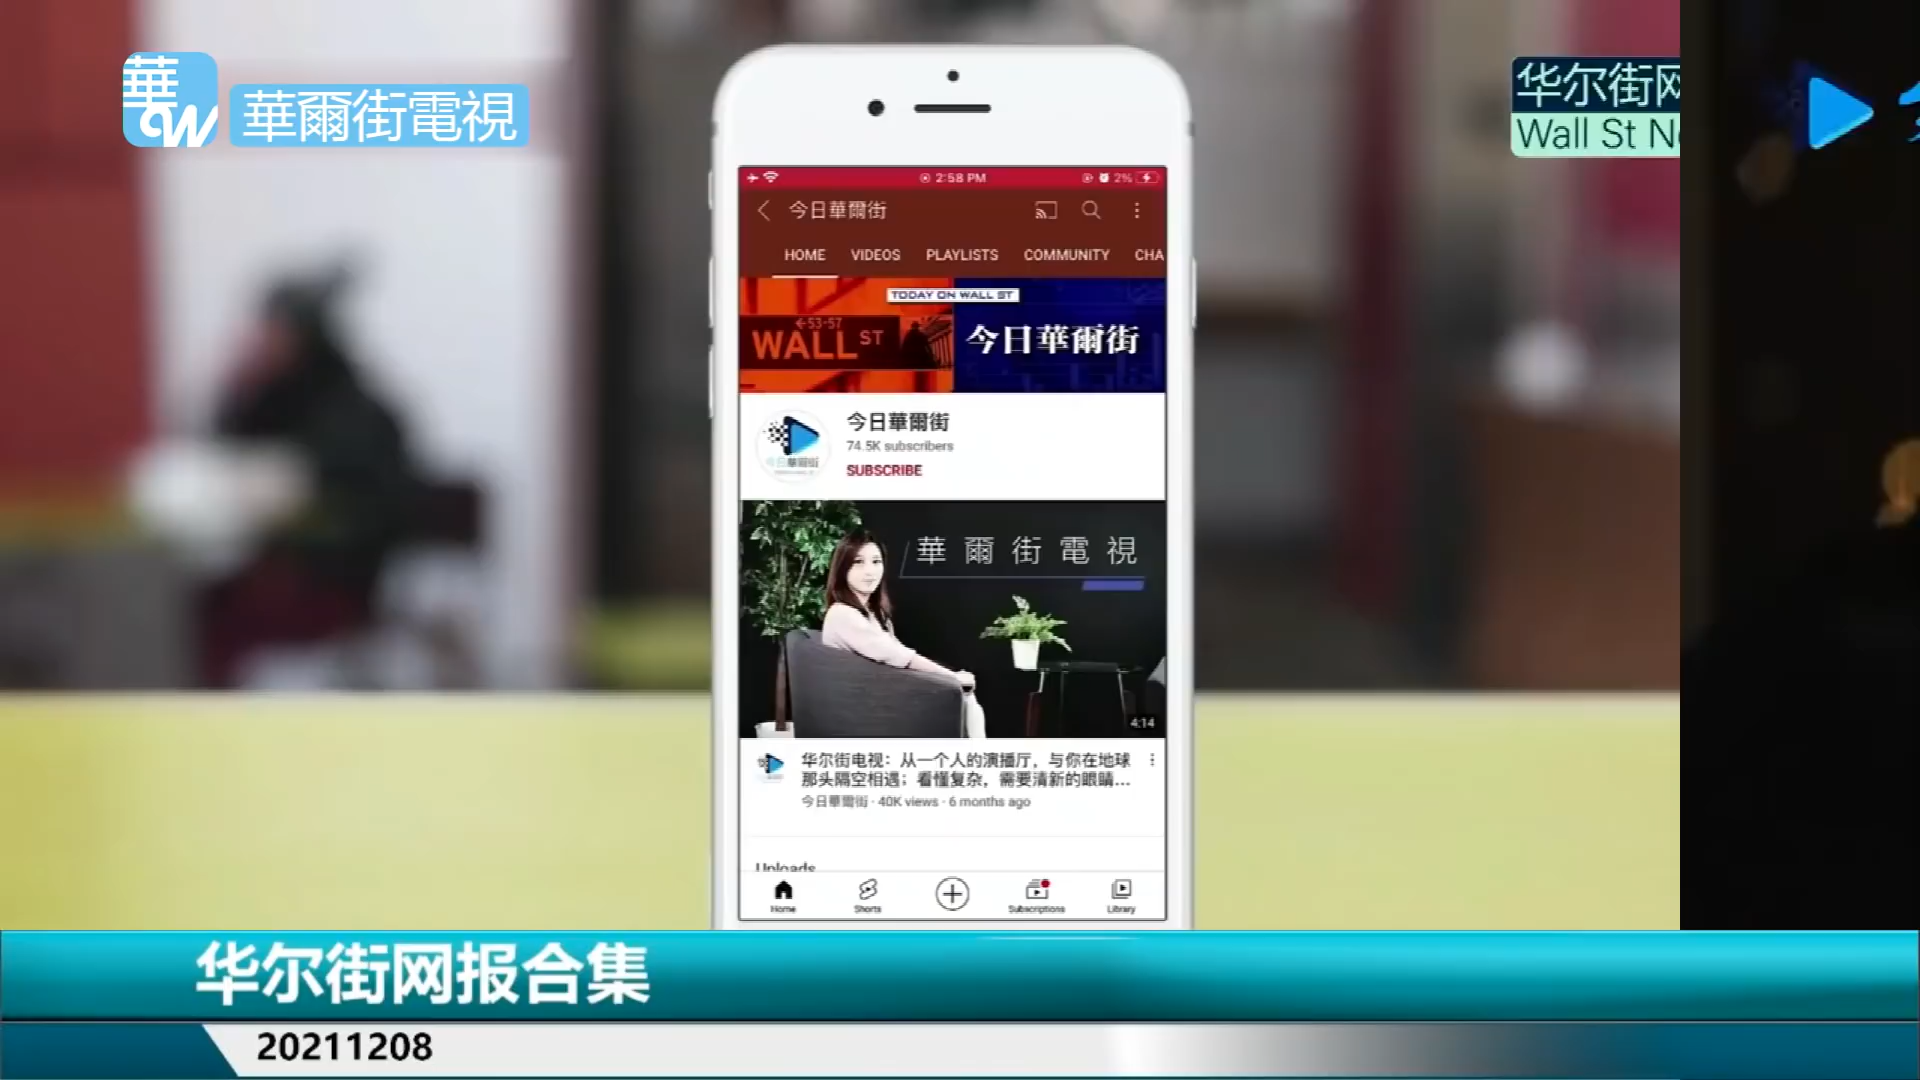 華
W
華爾街電視
华尔街网
Wall St N
2:58 PM
2%
今日華爾街
HOME VIDEOS PLAYLISTS COMMUNITY CHA
TODAY ON WALL ST
←53-57
WALL ST
今日華爾街
今日華爾街
74.5K subscribers
SUBSCRIBE
華爾街電視
4:14
华尔街电视：从一个人的演播厅，与你在地球
那头隔空相遇；看懂复杂，需要清新的眼睛...
今日華爾街 · 40K views · 6 months ago
Uploads
Home Shorts Subscriptions Library
华尔街网报合集
20211208